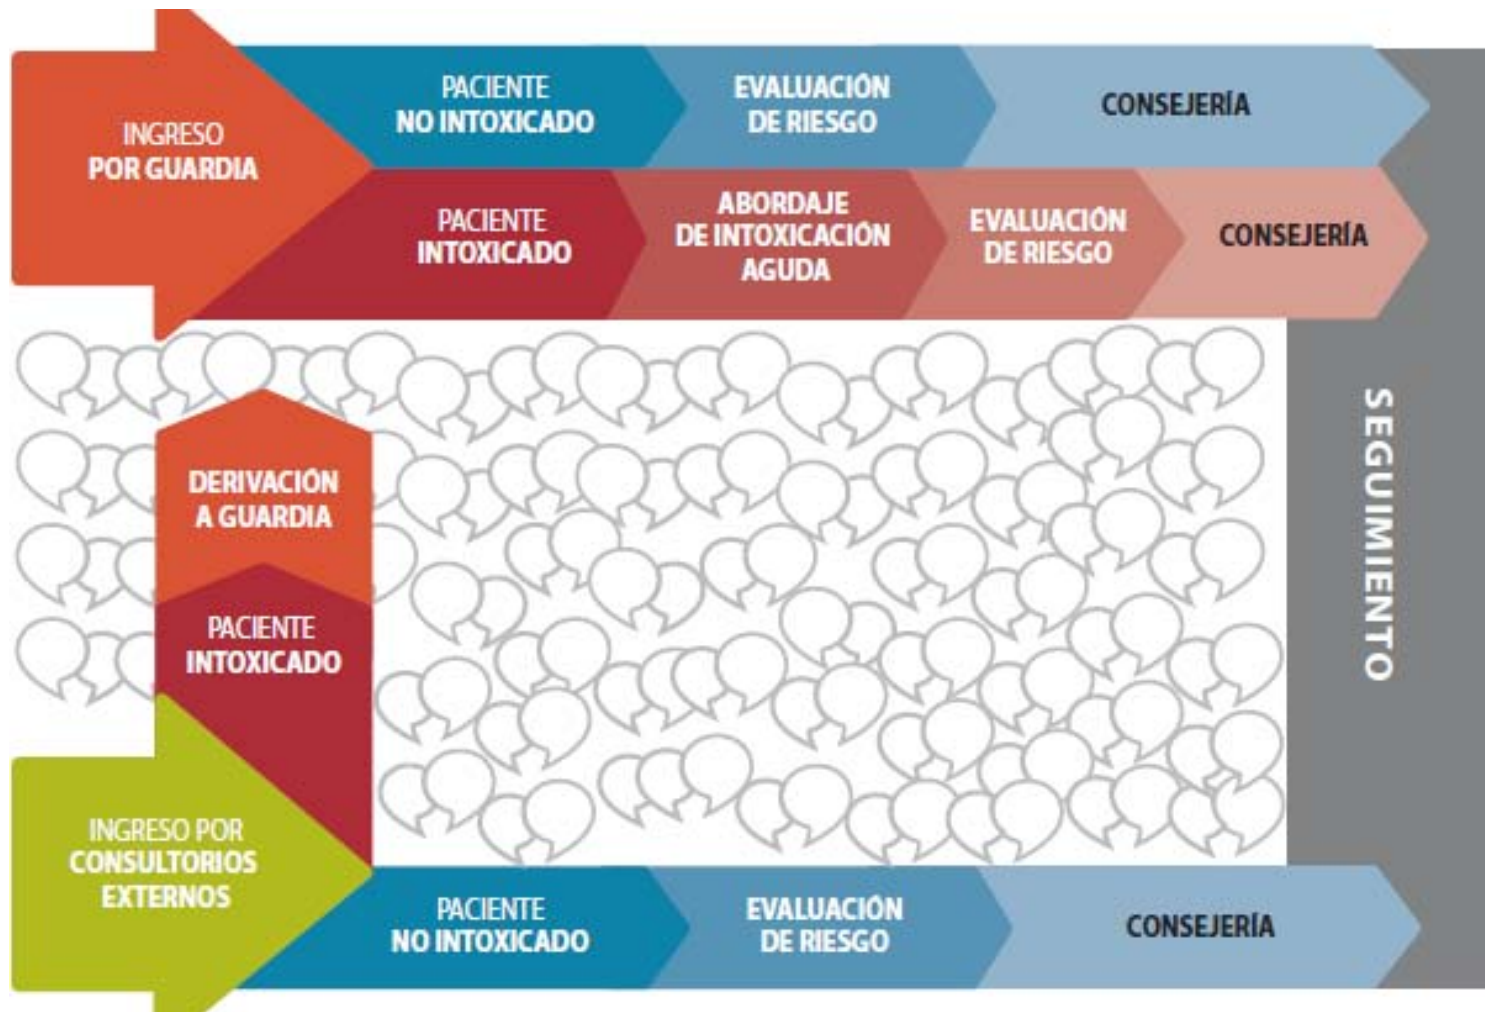 INGRESO
POR GUARDIA
PACIENTE
NO INTOXICADO
EVALUACIÓN
DE RIESGO
CONSEJERÍA
PACIENTE
INTOXICADO
ABORDAJE
DE INTOXICACIÓN
AGUDA
EVALUACIÓN
DE RIESGO
CONSEJERÍA
DERIVACIÓN
A GUARDIA
PACIENTE
INTOXICADO
INGRESO POR
CONSULTORIOS
EXTERNOS
PACIENTE
NO INTOXICADO
EVALUACIÓN
DE RIESGO
CONSEJERÍA
SEGUIMIENTO